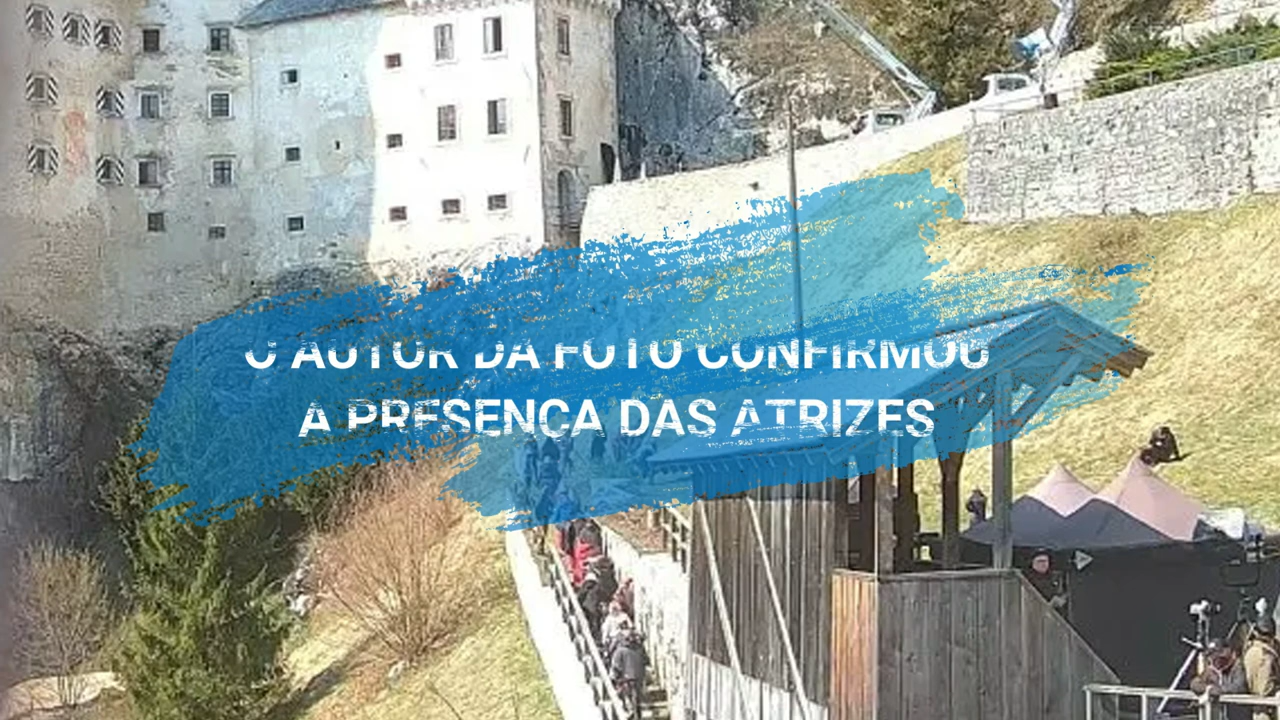 O AUTOR DA FOTO CONFIRMOU
A PRESENÇA DAS ATRIZES